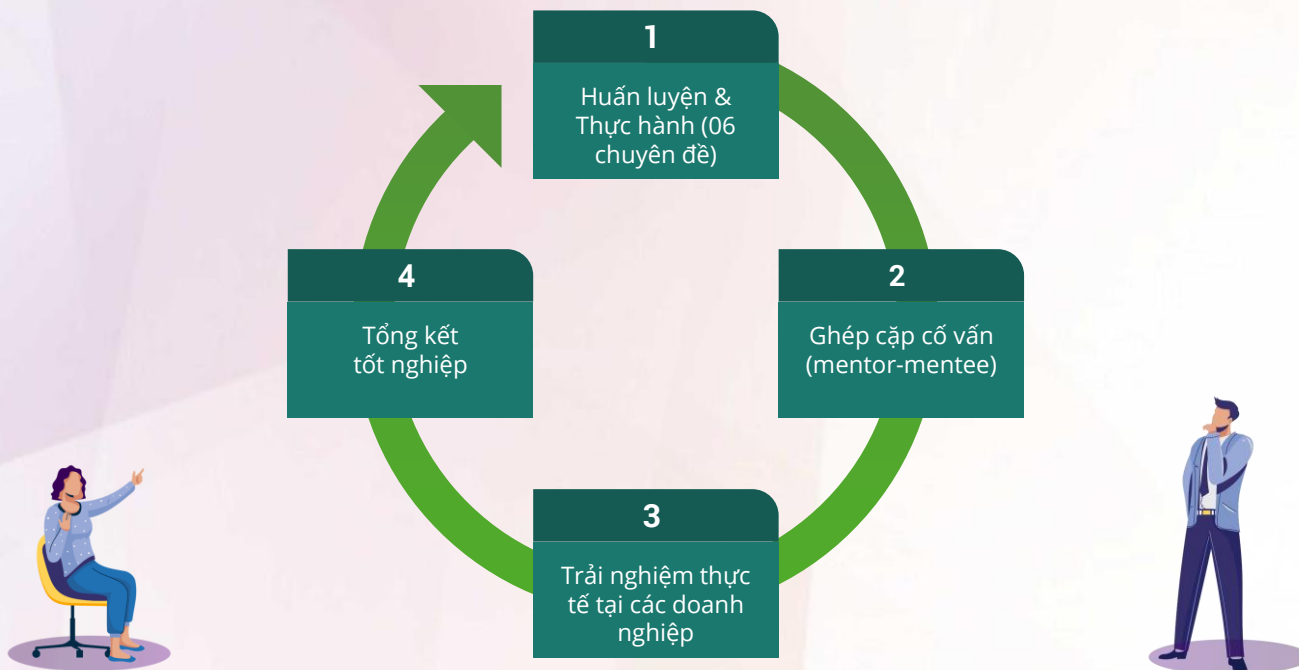 1
Huấn luyện &
Thực hành (06
chuyên đề)
2
Ghép cặp cố vấn
(mentor-mentee)
3
Trải nghiệm thực
tế tại các doanh
nghiệp
4
Tổng kết
tốt nghiệp